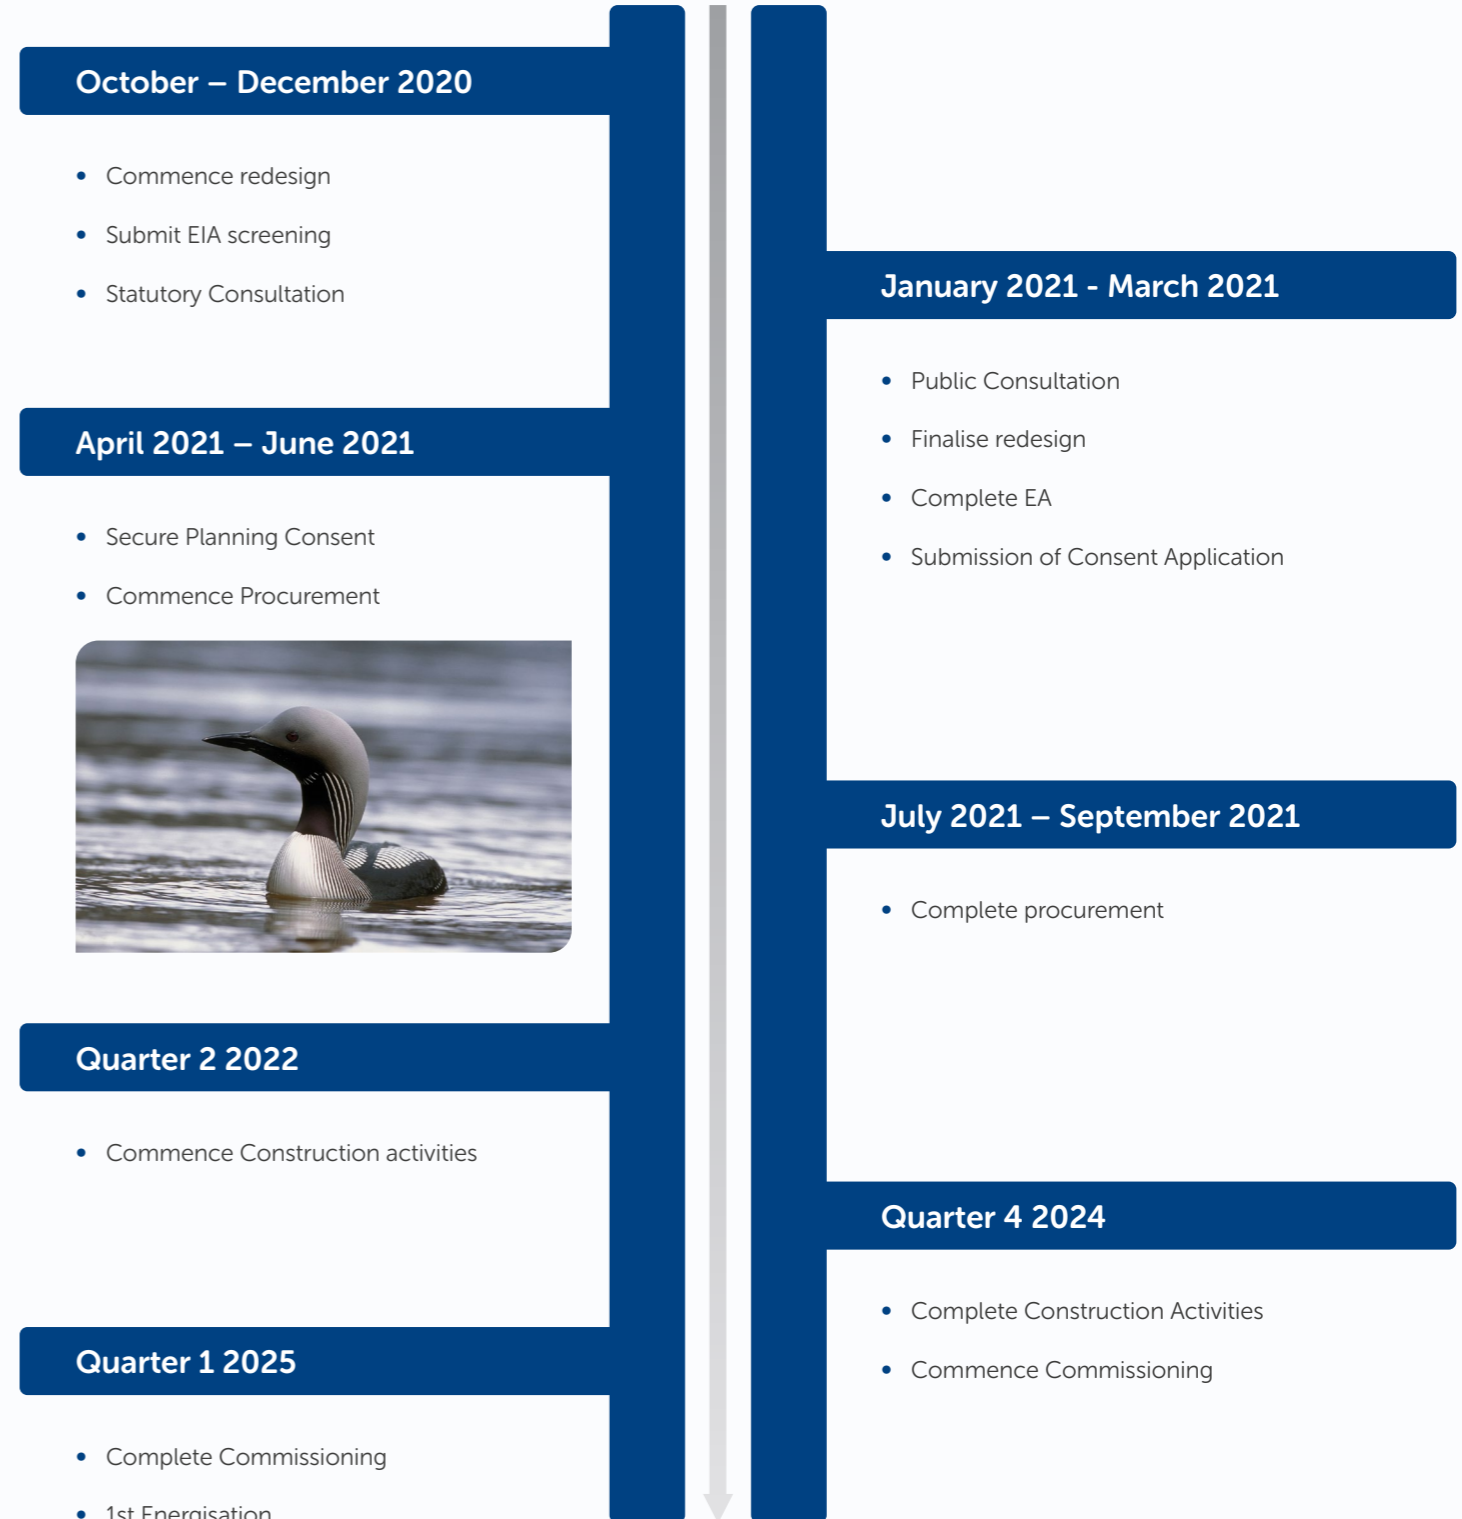 October – December 2020
• Commence redesign
• Submit EIA screening
• Statutory Consultation
January 2021 - March 2021
• Public Consultation
• Finalise redesign
• Complete EA
• Submission of Consent Application
April 2021 – June 2021
• Secure Planning Consent
• Commence Procurement
July 2021 – September 2021
• Complete procurement
Quarter 2 2022
• Commence Construction activities
Quarter 4 2024
• Complete Construction Activities
• Commence Commissioning
Quarter 1 2025
• Complete Commissioning
• 1st Energisation